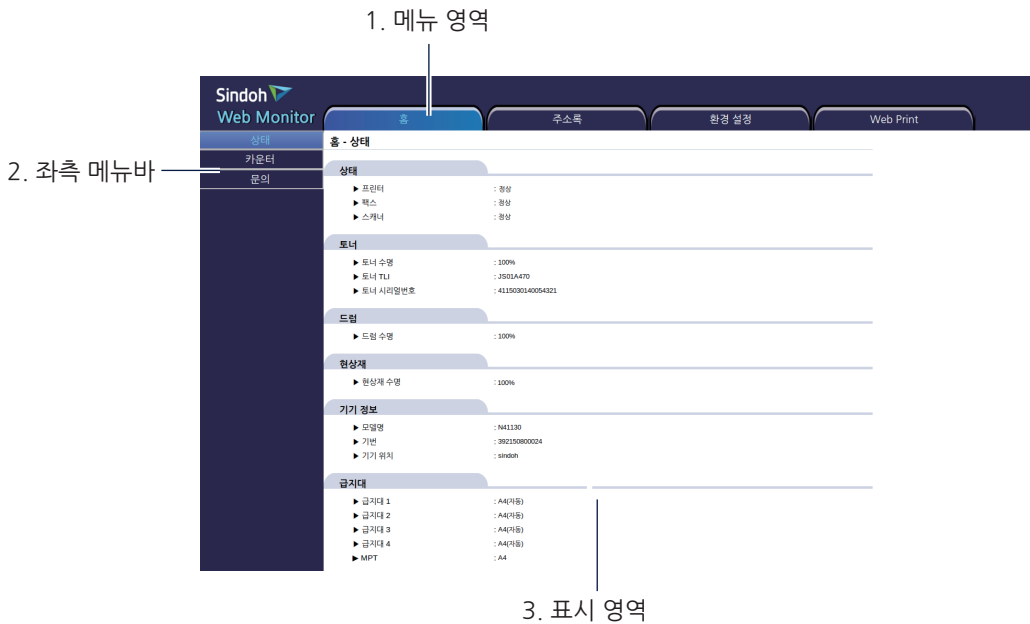 1. 메뉴 영역
Sindoh
Web Monitor
홈
주소록
환경 설정
Web Print
상태
카운터
문의
2. 좌측 메뉴바
홈 - 상태
상태
▶ 프린터 : 정상
▶ 팩스 : 정상
▶ 스캐너 : 정상
토너
▶ 토너 수명 : 100%
▶ 토너 TLI : JS01A470
▶ 토너 시리얼번호 : 4115030140054321
드럼
▶ 드럼 수명 : 100%
현상재
▶ 현상재 수명 : 100%
기기 정보
▶ 모델명 : N41130
▶ 기번 : 392150800024
▶ 기기 위치 : sindoh
급지대
▶ 급지대 1 : A4(자동)
▶ 급지대 2 : A4(자동)
▶ 급지대 3 : A4(자동)
▶ 급지대 4 : A4(자동)
▶ MPT : A4
3. 표시 영역